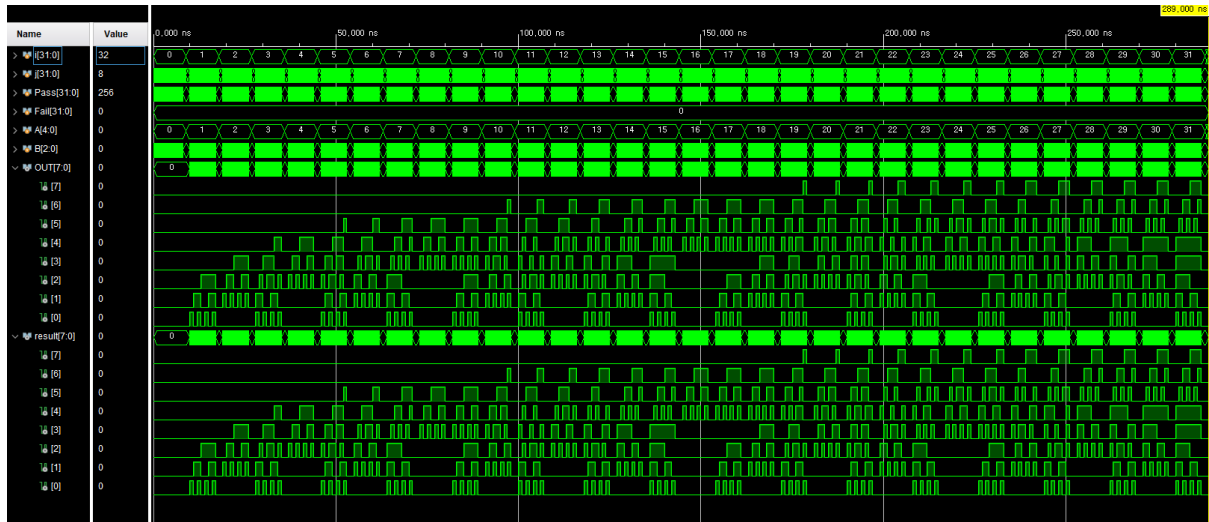 289,000 ns
Name Value 0,000 ns 50,000 ns 100,000 ns 150,000 ns 200,000 ns 250,000 ns
i[31:0] 32 0 1 2 3 4 5 6 7 8 9 10 11 12 13 14 15 16 17 18 19 20 21 22 23 24 25 26 27 28 29 30 31
j[31:0] 8
Pass[31:0] 256
Fail[31:0] 0 0
A[4:0] 0 0 1 2 3 4 5 6 7 8 9 10 11 12 13 14 15 16 17 18 19 20 21 22 23 24 25 26 27 28 29 30 31
B[2:0] 0
OUT[7:0] 0 0
[7] 0
[6] 0
[5] 0
[4] 0
[3] 0
[2] 0
[1] 0
[0] 0
result[7:0] 0 0
[7] 0
[6] 0
[5] 0
[4] 0
[3] 0
[2] 0
[1] 0
[0] 0